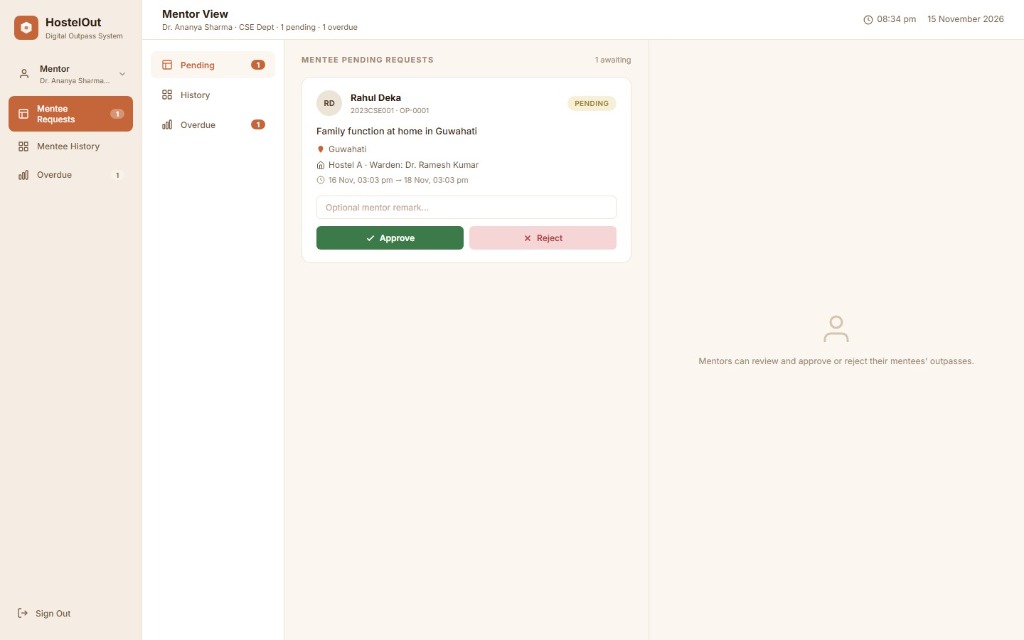 HostelOut
Digital Outpass System
Mentor
Dr. Ananya Sharma...
Mentee
Requests
1
Mentee History
Overdue
1
Sign Out
Mentor View
Dr. Ananya Sharma · CSE Dept · 1 pending · 1 overdue
08:34 pm
15 November 2026
Pending
1
History
Overdue
1
MENTEE PENDING REQUESTS
1 awaiting
RD
Rahul Deka
2023CSE001 · OP-0001
PENDING
Family function at home in Guwahati
Guwahati
Hostel A · Warden: Dr. Ramesh Kumar
16 Nov, 03:03 pm → 18 Nov, 03:03 pm
Optional mentor remark...
Approve
Reject
Mentors can review and approve or reject their mentees' outpasses.